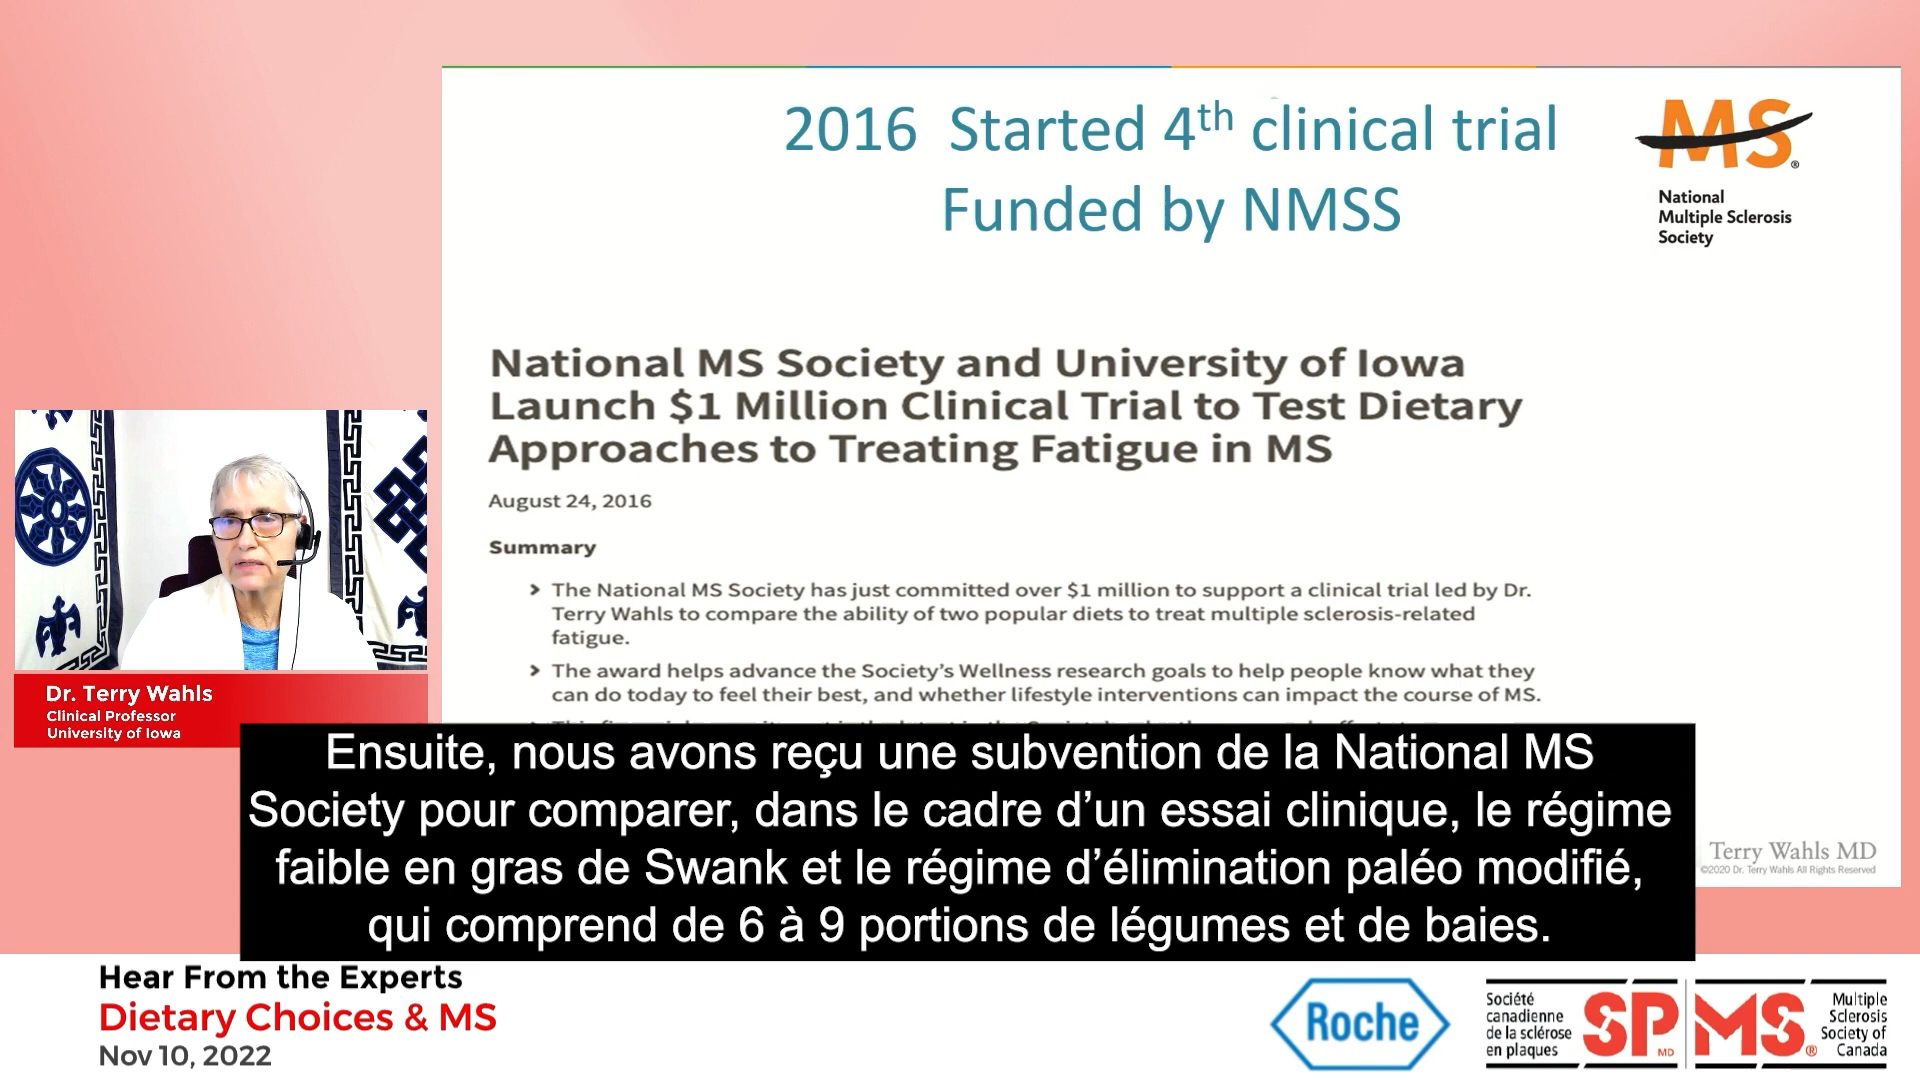 2016 Started 4th clinical trial
Funded by NMSS
MS®
National
Multiple Sclerosis
Society
National MS Society and University of Iowa
Launch $1 Million Clinical Trial to Test Dietary
Approaches to Treating Fatigue in MS
August 24, 2016
Summary
The National MS Society has just committed over $1 million to support a clinical trial led by Dr.
Terry Wahls to compare the ability of two popular diets to treat multiple sclerosis-related
fatigue.
The award helps advance the Society's Wellness research goals to help people know what they
can do today to feel their best, and whether lifestyle interventions can impact the course of MS.
Dr. Terry Wahls
Clinical Professor
University of Iowa
Ensuite, nous avons reçu une subvention de la National MS
Society pour comparer, dans le cadre d’un essai clinique, le régime
faible en gras de Swank et le régime d’élimination paléo modifié,
qui comprend de 6 à 9 portions de légumes et de baies.
Terry Wahls MD
©2020 Dr. Terry Wahls All Rights Reserved
Hear From the Experts
Dietary Choices & MS
Nov 10, 2022
Roche
Société
canadienne
de la sclérose
en plaques
SP MD
MS®
Multiple
Sclerosis
Society of
Canada